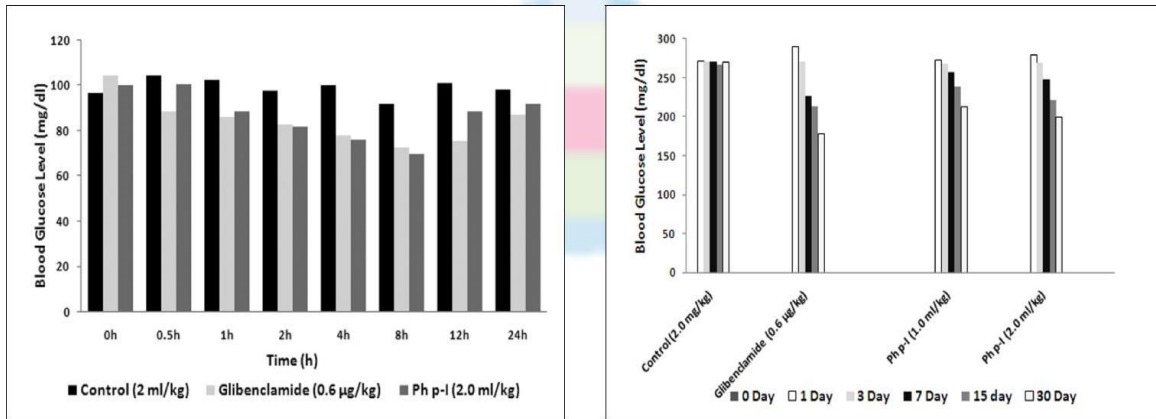 Blood Glucose Level (mg/dl)
120
100
80
60
40
20
0
0h 0.5h 1h 2h 4h 8h 12h 24h
Time (h)
Control (2 ml/kg) Glibenclamide (0.6 µg/kg) Ph p-I (2.0 ml/kg)
Blood Glucose Level (mg/dl)
300
250
200
150
100
50
0
Control (2.0 mg/kg)
Glibenclamide (0.6 µg/kg)
Ph p-I (1.0 ml/kg)
Ph p-I (2.0 ml/kg)
0 Day 1 Day 3 Day 7 Day 15 day 30 Day